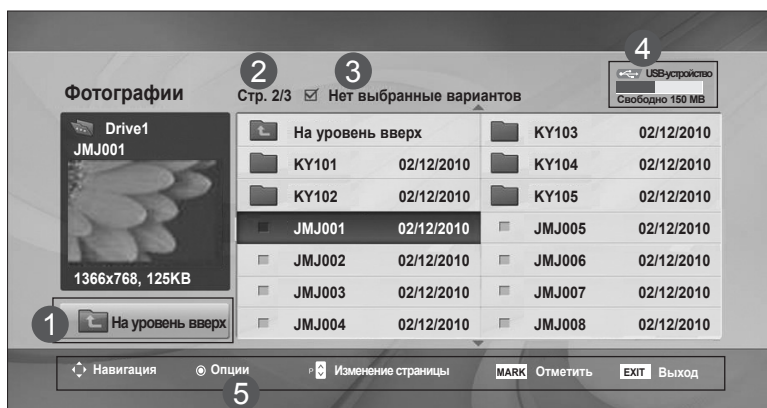 4
USB-устройство
Свободно 150 MB
2 3
Фотографии
Стр. 2/3 Нет выбранные вариантов
Drive1
JMJ001
1366x768, 125KB
1
На уровень вверх
На уровень вверх KY103 02/12/2010
KY101 02/12/2010 KY104 02/12/2010
KY102 02/12/2010 KY105 02/12/2010
JMJ001 02/12/2010 JMJ005 02/12/2010
JMJ002 02/12/2010 JMJ006 02/12/2010
JMJ003 02/12/2010 JMJ007 02/12/2010
JMJ004 02/12/2010 JMJ008 02/12/2010
Навигация Опции P Изменение страницы MARK Отметить EXIT Выход
5